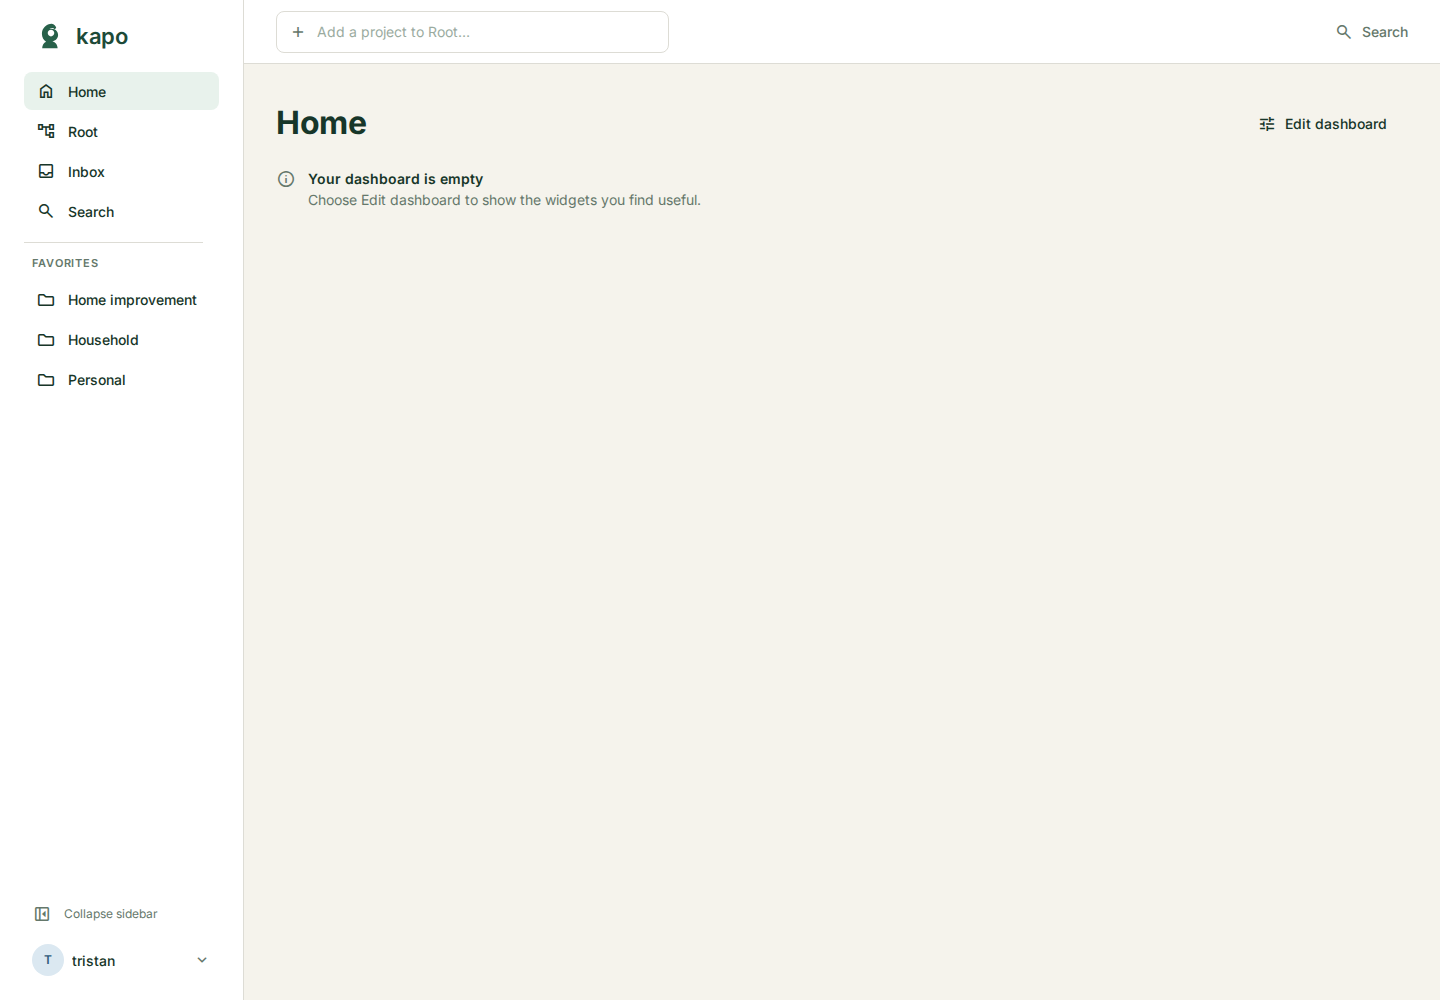 kapo
Home
Root
Inbox
Search
FAVORITES
Home improvement
Household
Personal
Collapse sidebar
T
tristan
Add a project to Root...
Search
Home
Edit dashboard
Your dashboard is empty
Choose Edit dashboard to show the widgets you find useful.